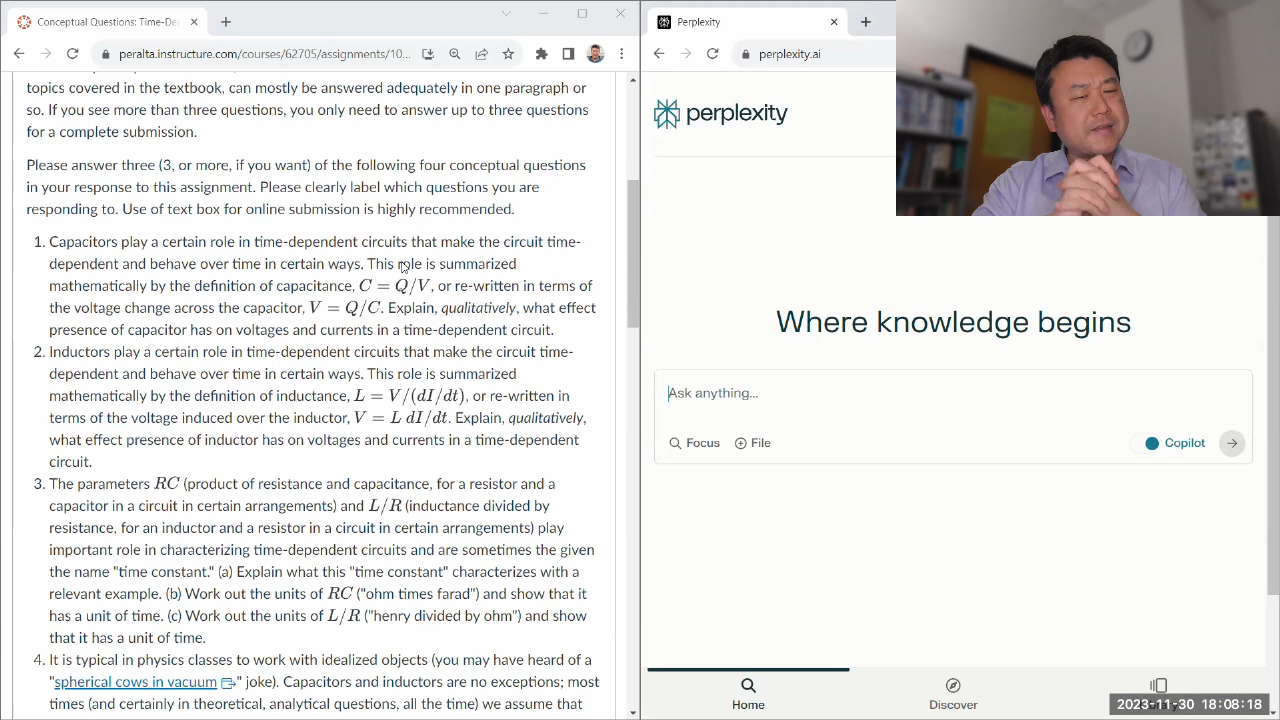 Conceptual Questions: Time-De
peralta.instructure.com/courses/62705/assignments/10...
topics covered in the textbook, can mostly be answered adequately in one paragraph or
so. If you see more than three questions, you only need to answer up to three questions
for a complete submission.
Please answer three (3, or more, if you want) of the following four conceptual questions
in your response to this assignment. Please clearly label which questions you are
responding to. Use of text box for online submission is highly recommended.
1. Capacitors play a certain role in time-dependent circuits that make the circuit time-
dependent and behave over time in certain ways. This role is summarized
mathematically by the definition of capacitance, C = Q/V, or re-written in terms of
the voltage change across the capacitor, V = Q/C. Explain, qualitatively, what effect
presence of capacitor has on voltages and currents in a time-dependent circuit.
2. Inductors play a certain role in time-dependent circuits that make the circuit time-
dependent and behave over time in certain ways. This role is summarized
mathematically by the definition of inductance, L = V/(dI/dt), or re-written in
terms of the voltage induced over the inductor, V = L dI/dt. Explain, qualitatively,
what effect presence of inductor has on voltages and currents in a time-dependent
circuit.
3. The parameters RC (product of resistance and capacitance, for a resistor and a
capacitor in a circuit in certain arrangements) and L/R (inductance divided by
resistance, for an inductor and a resistor in a circuit in certain arrangements) play
important role in characterizing time-dependent circuits and are sometimes the given
the name "time constant." (a) Explain what this "time constant" characterizes with a
relevant example. (b) Work out the units of RC ("ohm times farad") and show that it
has a unit of time. (c) Work out the units of L/R ("henry divided by ohm") and show
that it has a unit of time.
4. It is typical in physics classes to work with idealized objects (you may have heard of a
"spherical cows in vacuum" joke). Capacitors and inductors are no exceptions; most
times (and certainly in theoretical, analytical questions, all the time) we assume that
Perplexity
perplexity.ai
perplexity
Where knowledge begins
Ask anything...
Focus
File
Copilot
Home
Discover
2023-11-30 18:08:18